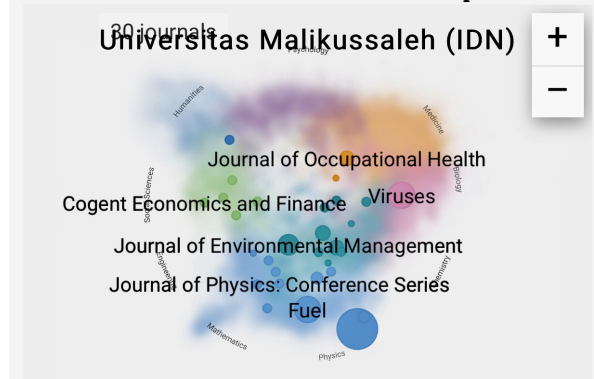 30 journals
Universitas Malikussaleh (IDN)
Psychology
Humanities
Medicine
Journal of Occupational Health
Biology
Social Sciences
Viruses
Cogent Economics and Finance
Journal of Environmental Management
Engineering
Chemistry
Journal of Physics: Conference Series
Fuel
Mathematics
Physics
+
−